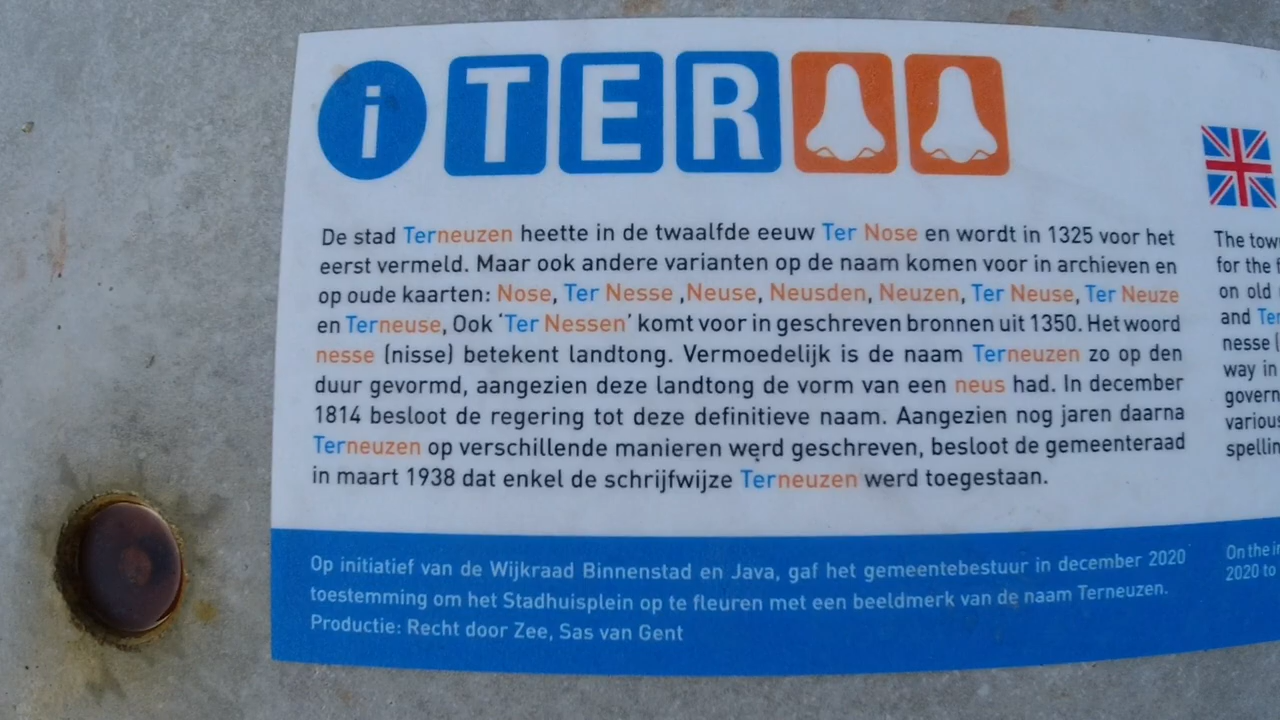 i TER
De stad Terneuzen heette in de twaalfde eeuw Ter Nose en wordt in 1325 voor het
eerst vermeld. Maar ook andere varianten op de naam komen voor in archieven en
op oude kaarten: Nose, Ter Nesse ,Neuse, Neusden, Neuzen, Ter Neuse, Ter Neuze
en Terneuse, Ook 'Ter Nessen' komt voor in geschreven bronnen uit 1350. Het woord
nesse (nisse) betekent landtong. Vermoedelijk is de naam Terneuzen zo op den
duur gevormd, aangezien deze landtong de vorm van een neus had. In december
1814 besloot de regering tot deze definitieve naam. Aangezien nog jaren daarna
Terneuzen op verschillende manieren werd geschreven, besloot de gemeenteraad
in maart 1938 dat enkel de schrijfwijze Terneuzen werd toegestaan.
Op initiatief van de Wijkraad Binnenstad en Java, gaf het gemeentebestuur in december 2020
toestemming om het Stadhuisplein op te fleuren met een beeldmerk van de naam Terneuzen.
Productie: Recht door Zee, Sas van Gent
The
for the
on old
and
nesse
way in
On the
2020 to